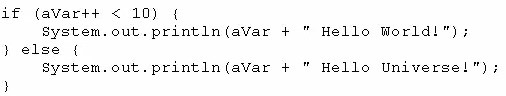 if (aVar++ < 10) {
    System.out.println(aVar + " Hello World!");
} else {
    System.out.println(aVar + " Hello Universe!");
}